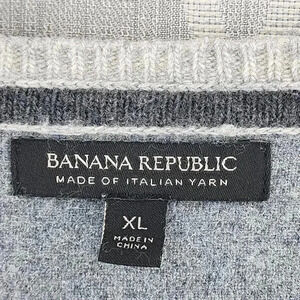 BANANA REPUBLIC
MADE OF ITALIAN YARN
XL
MADE IN
CHINA